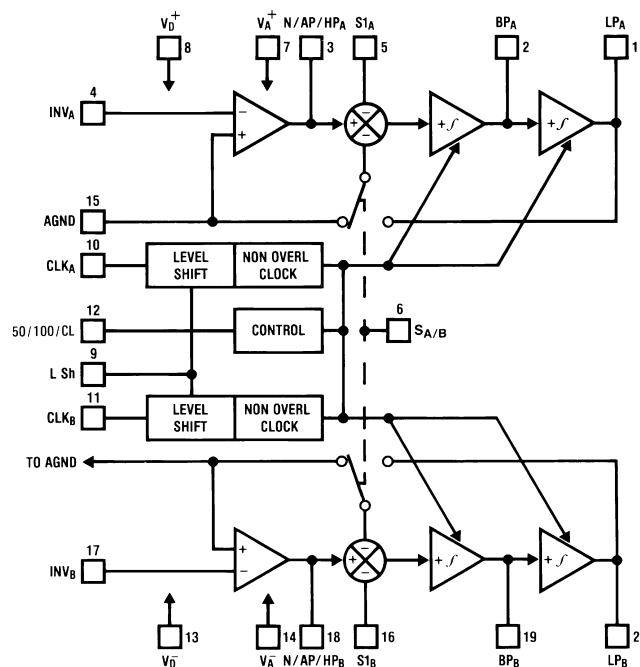 V_D^+ V_A^+ N/AP/HP_A S1_A BP_A LP_A
8 7 3 5 2 1
4
INV_A
− + + − − +∫ +∫
15
AGND
10
CLK_A LEVEL SHIFT NON OVERL CLOCK
12 6
50/100/CL CONTROL S_A/B
9
L Sh
11
CLK_B LEVEL SHIFT NON OVERL CLOCK
TO AGND
17
INV_B
+ − + − − +∫ +∫
13 14 18 16 19 2
V_D^− V_A^− N/AP/HP_B S1_B BP_B LP_B